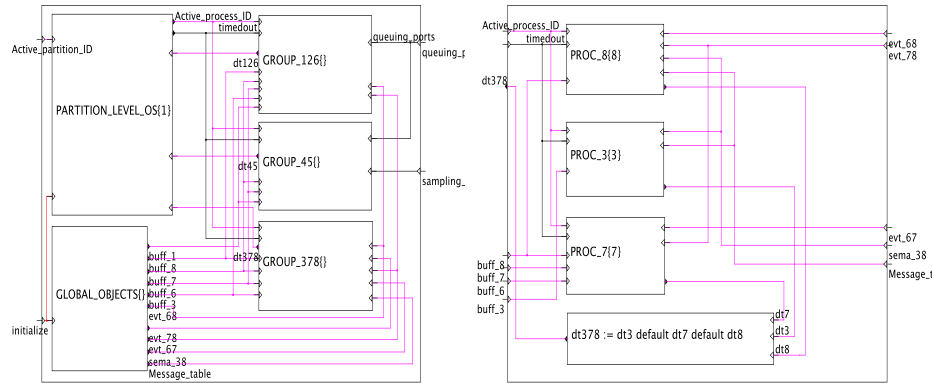 Active_process_ID
timedout
queuing_ports
Active_partition_ID
queuing_p
dt126
GROUP_126{}
PARTITION_LEVEL_OS{1}
GROUP_45{}
dt45
sampling_
dt378
GROUP_378{}
buff_1
buff_8
buff_7
buff_6
buff_3
GLOBAL_OBJECTS{}
evt_68
initialize
evt_78
evt_67
sema_38
Message_table
Active_process_ID
timedout
PROC_8{8}
evt_68
evt_78
dt378
PROC_3{3}
PROC_7{7}
evt_67
sema_38
Message_t
buff_8
buff_7
buff_6
buff_3
dt7
dt3
dt378 := dt3 default dt7 default dt8
dt8